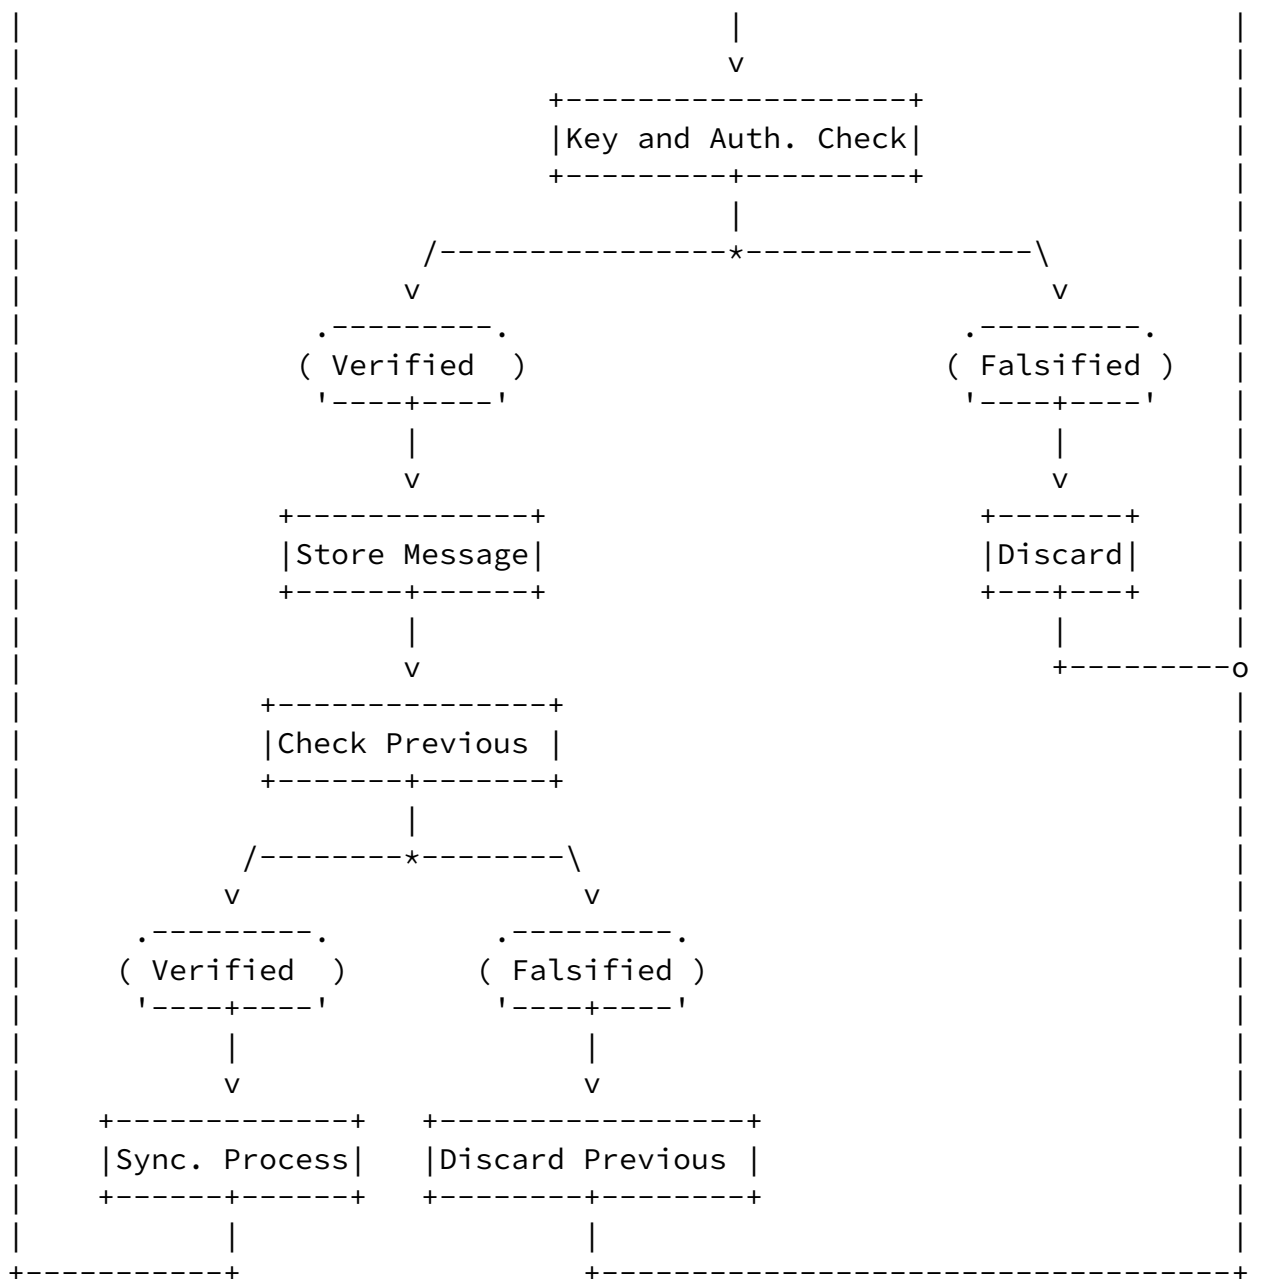 Key and Auth. Check
Verified
Falsified
Store Message
Discard
Check Previous
Verified
Falsified
Sync. Process
Discard Previous